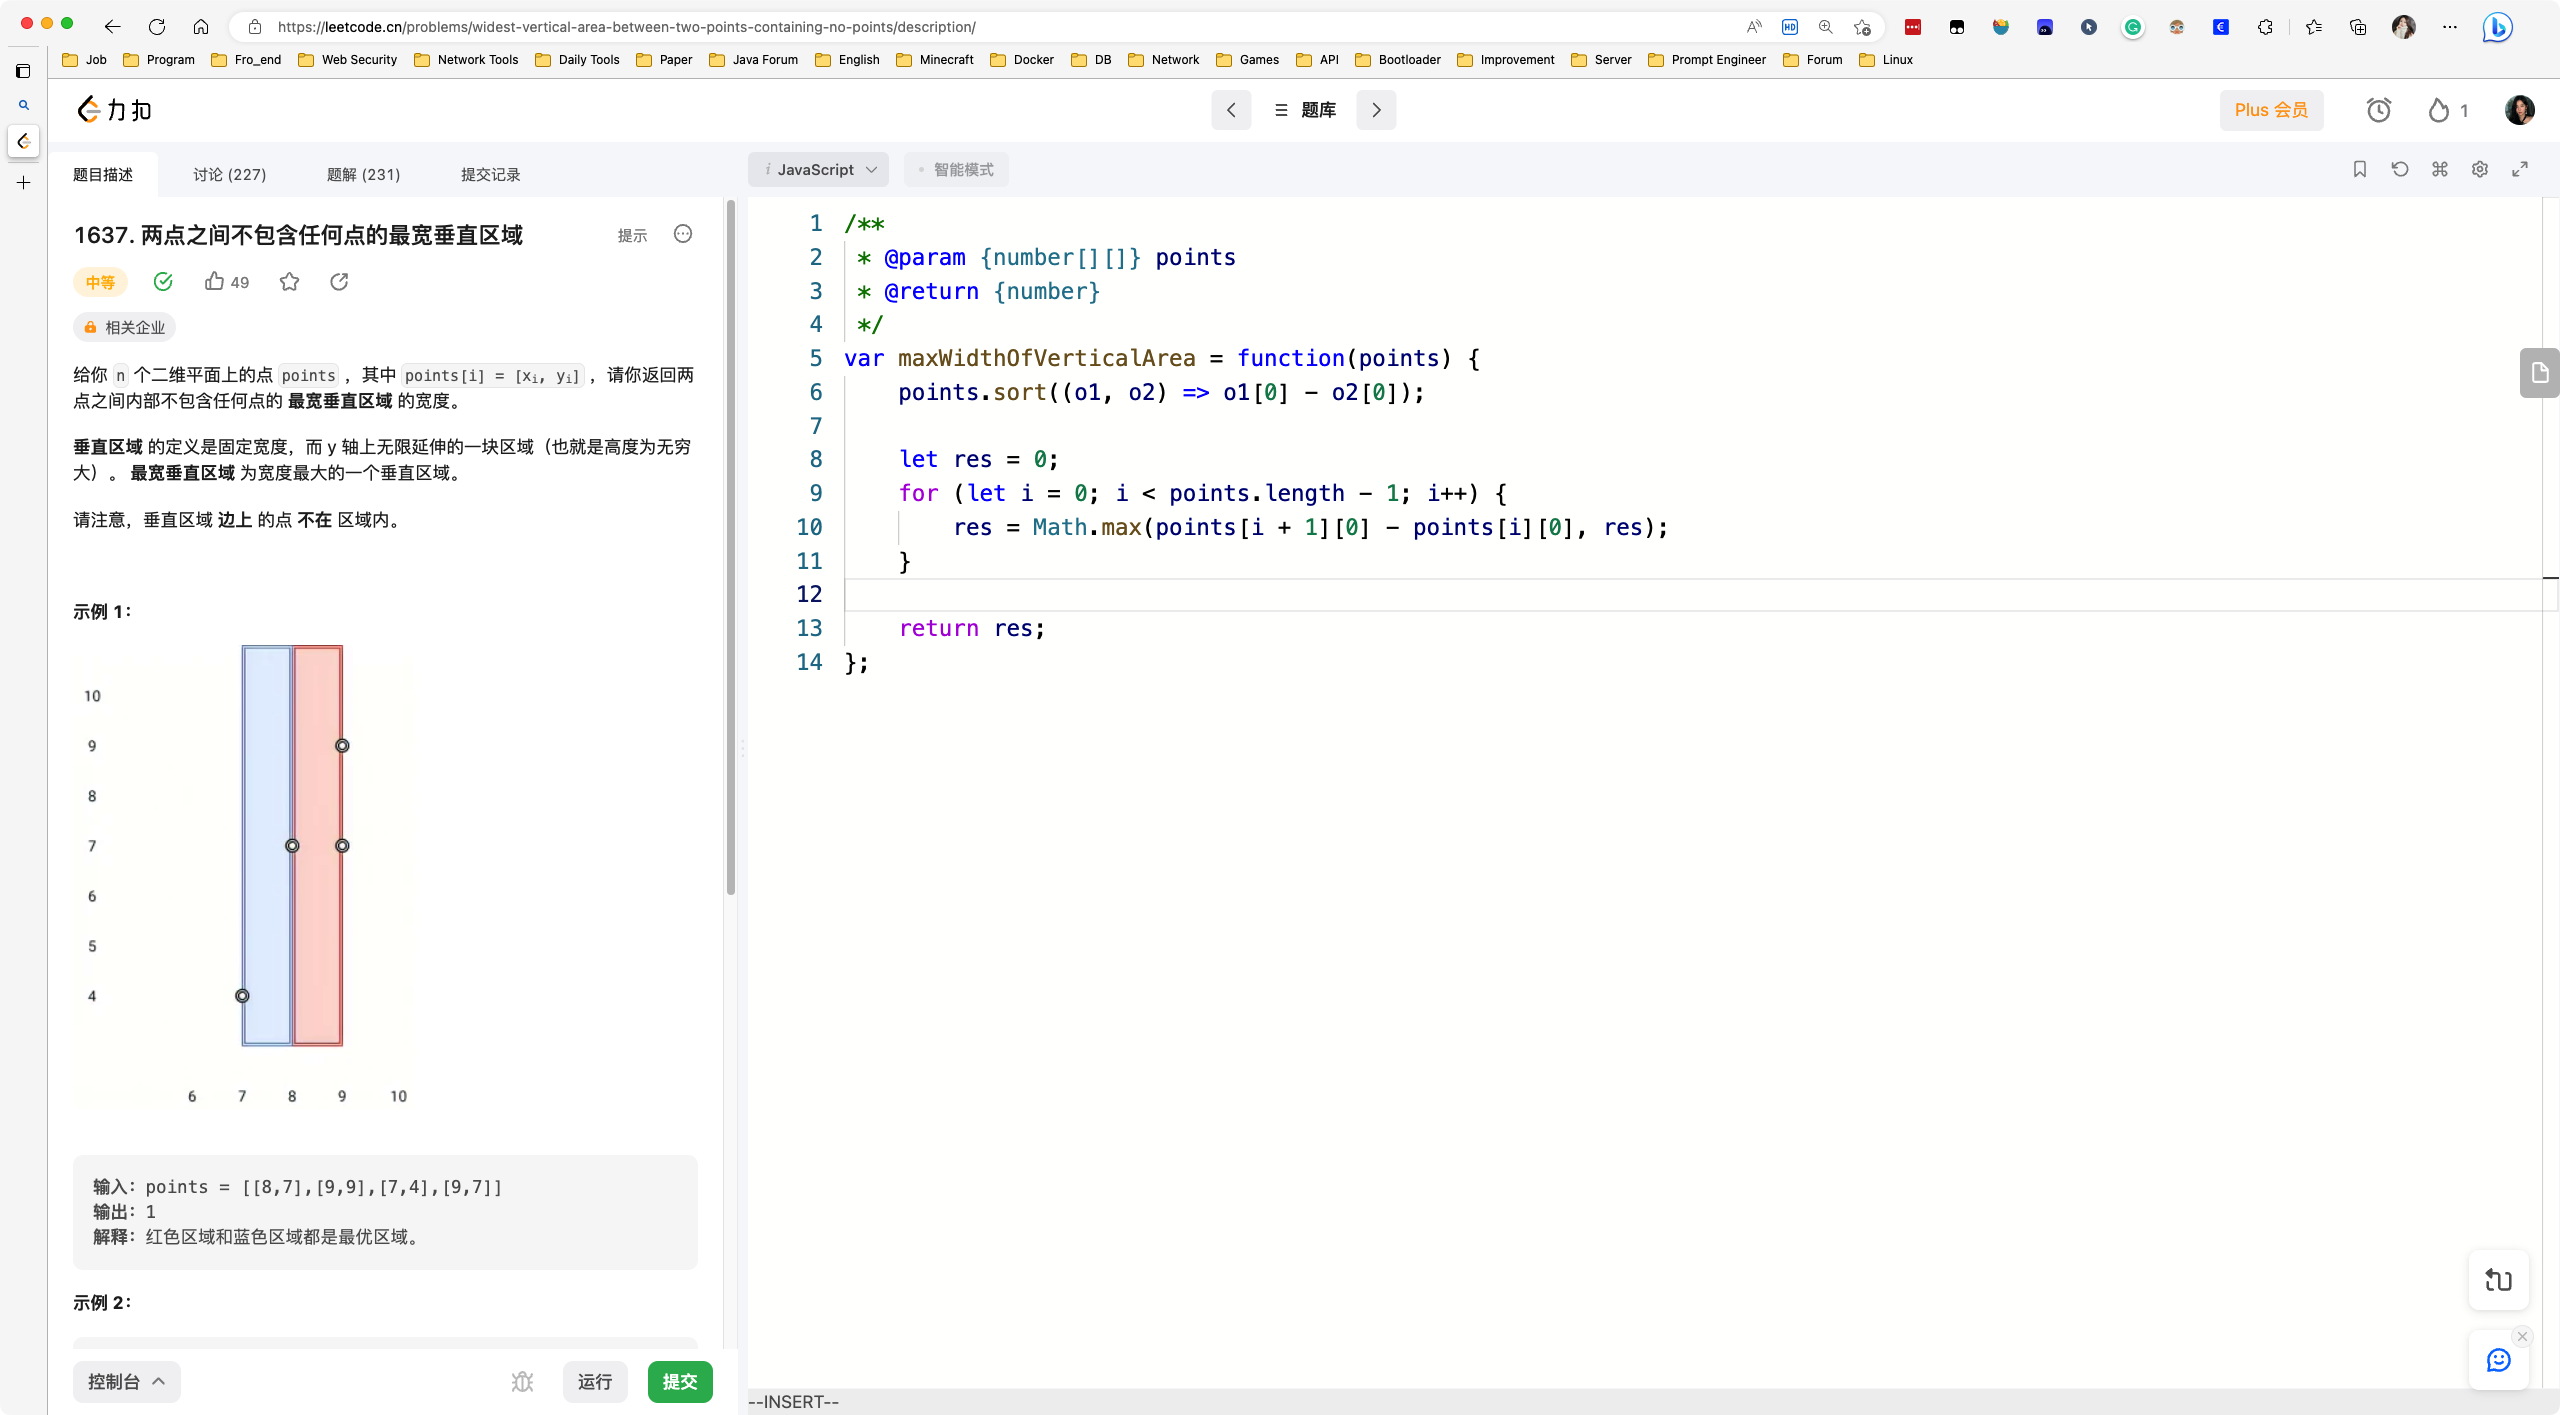 https://leetcode.cn/problems/widest-vertical-area-between-two-points-containing-no-points/description/
Job Program Fro_end Web Security Network Tools Daily Tools Paper Java Forum English Minecraft Docker DB Network Games API Bootloader Improvement Server Prompt Engineer Forum Linux
力扣
题库
Plus 会员
1
题目描述 讨论 (227) 题解 (231) 提交记录
1637. 两点之间不包含任何点的最宽垂直区域
提示
中等
49
相关企业
给你 n 个二维平面上的点 points ，其中 points[i] = [xᵢ, yᵢ] ，请你返回两
点之间内部不包含任何点的 最宽垂直区域 的宽度。
垂直区域 的定义是固定宽度，而 y 轴上无限延伸的一块区域（也就是高度为无穷
大）。 最宽垂直区域 为宽度最大的一个垂直区域。
请注意，垂直区域 边上 的点 不在 区域内。
示例 1：
10
9
8
7
6
5
4
6 7 8 9 10
输入：points = [[8,7],[9,9],[7,4],[9,7]]
输出：1
解释：红色区域和蓝色区域都是最优区域。
示例 2：
控制台
运行
提交
i JavaScript
智能模式
1 /**
2  * @param {number[][]} points
3  * @return {number}
4  */
5 var maxWidthOfVerticalArea = function(points) {
6     points.sort((o1, o2) => o1[0] - o2[0]);
7
8     let res = 0;
9     for (let i = 0; i < points.length - 1; i++) {
10         res = Math.max(points[i + 1][0] - points[i][0], res);
11     }
12
13     return res;
14 };
--INSERT--